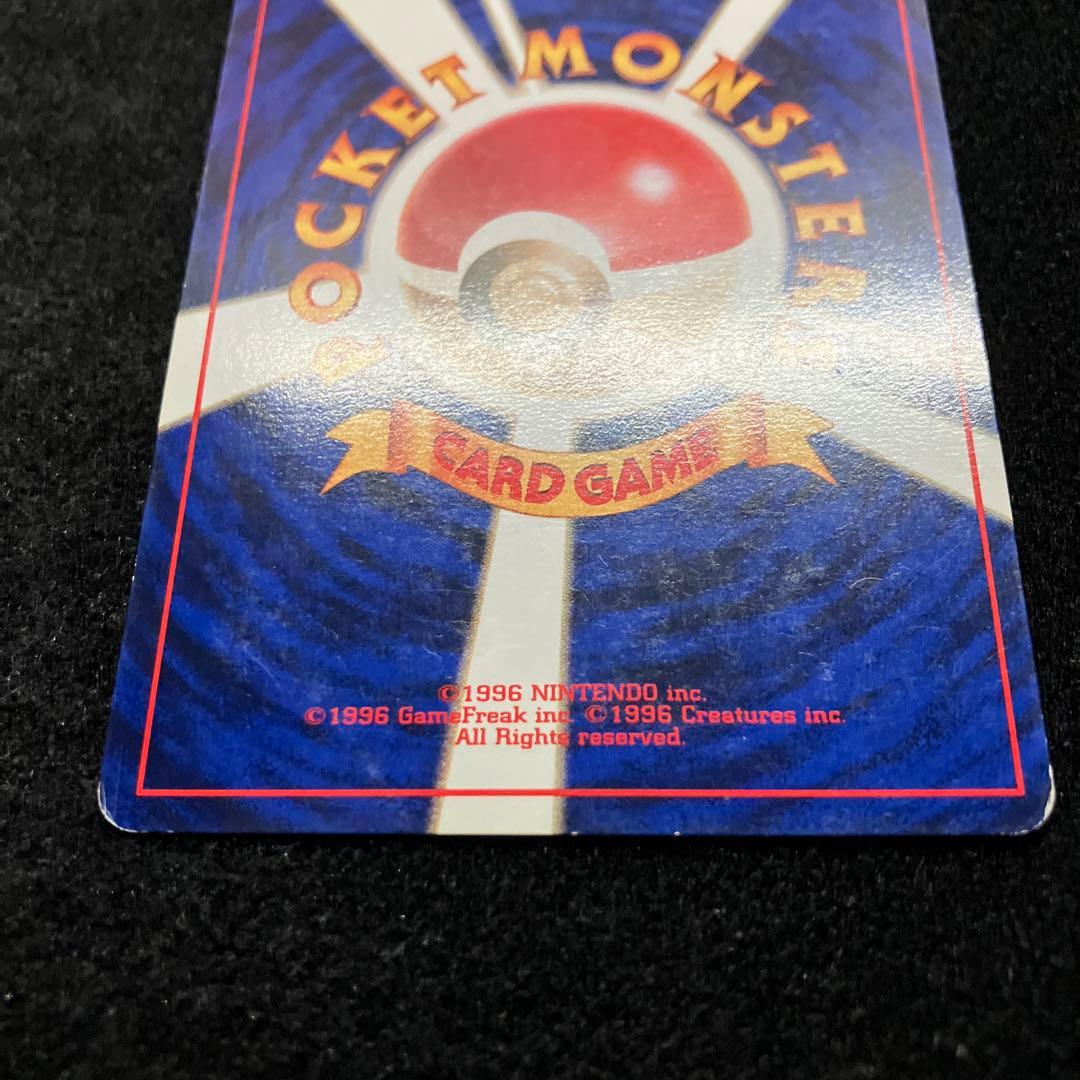 POCKET MONSTERS
CARD GAME
©1996 NINTENDO inc.
©1996 GameFreak inc. ©1996 Creatures inc.
All Rights reserved.